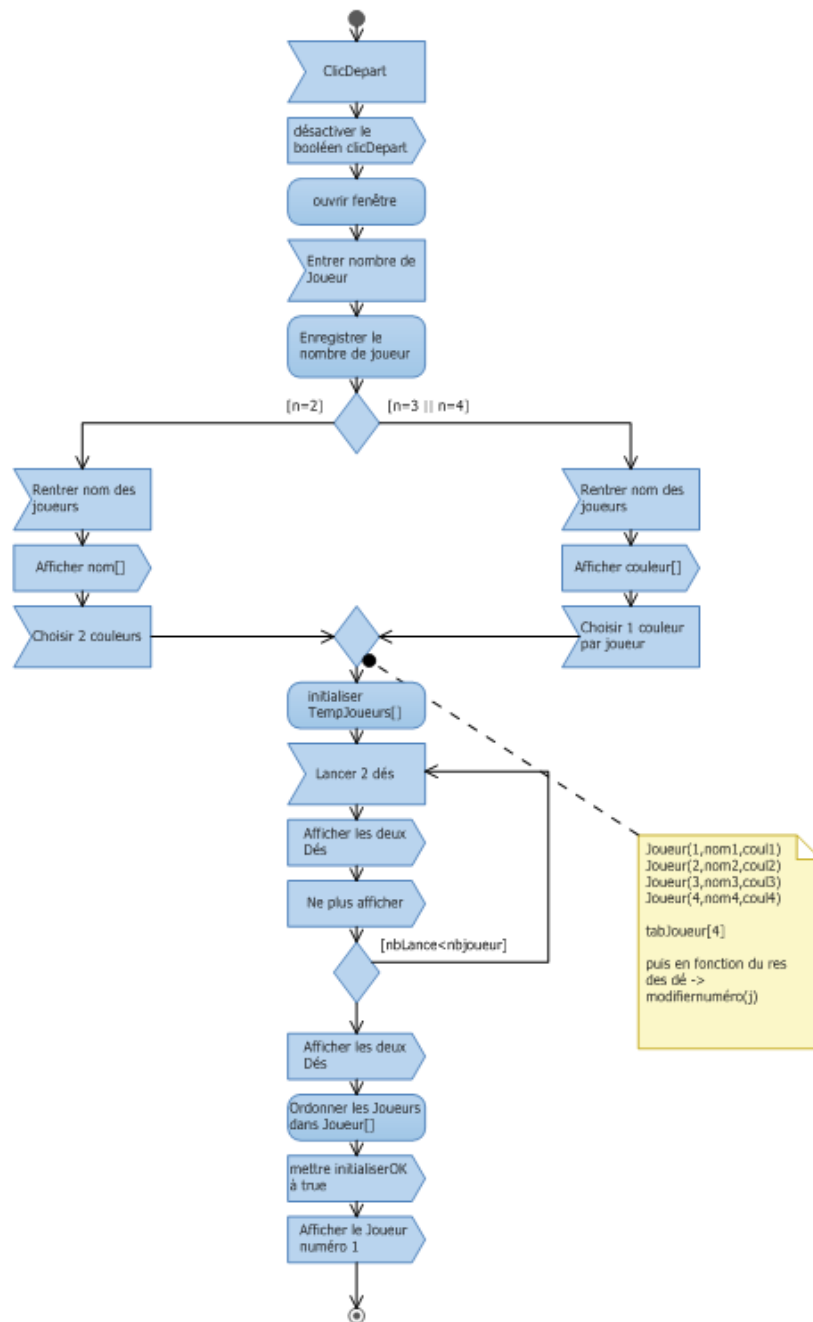 ClicDepart
désactiver le
booléen clicDepart
ouvrir fenêtre
Entrer nombre de
Joueur
Enregistrer le
nombre de joueur
[n=2]
[n=3 || n=4]
Rentrer nom des
joueurs
Afficher nom[]
Choisir 2 couleurs
Rentrer nom des
joueurs
Afficher couleur[]
Choisir 1 couleur
par joueur
initialiser
TempJoueurs[]
Lancer 2 dés
Afficher les deux
Dés
Ne plus afficher
[nbLance<nbjoueur]
Joueur(1,nom1,coul1)
Joueur(2,nom2,coul2)
Joueur(3,nom3,coul3)
Joueur(4,nom4,coul4)
tabJoueur[4]
puis en fonction du res
des dé ->
modifiernuméro(j)
Afficher les deux
Dés
Ordonner les Joueurs
dans Joueur[]
mettre initialiserOK
à true
Afficher le Joueur
numéro 1